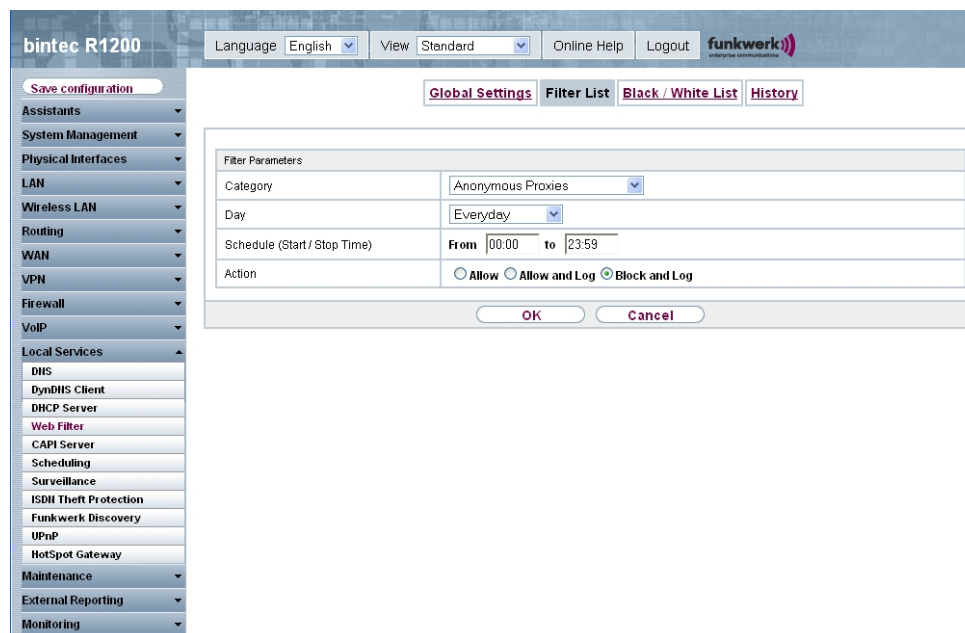 bintec R1200
Language English View Standard Online Help Logout funkwerk
enterprise communications
Save configuration
Assistants
System Management
Physical Interfaces
LAN
Wireless LAN
Routing
WAN
VPN
Firewall
VoIP
Local Services
DNS
DynDNS Client
DHCP Server
Web Filter
CAPI Server
Scheduling
Surveillance
ISDN Theft Protection
Funkwerk Discovery
UPnP
HotSpot Gateway
Maintenance
External Reporting
Monitoring
Global Settings Filter List Black / White List History
Filter Parameters
Category Anonymous Proxies
Day Everyday
Schedule (Start / Stop Time) From 00:00 to 23:59
Action Allow Allow and Log Block and Log
OK Cancel